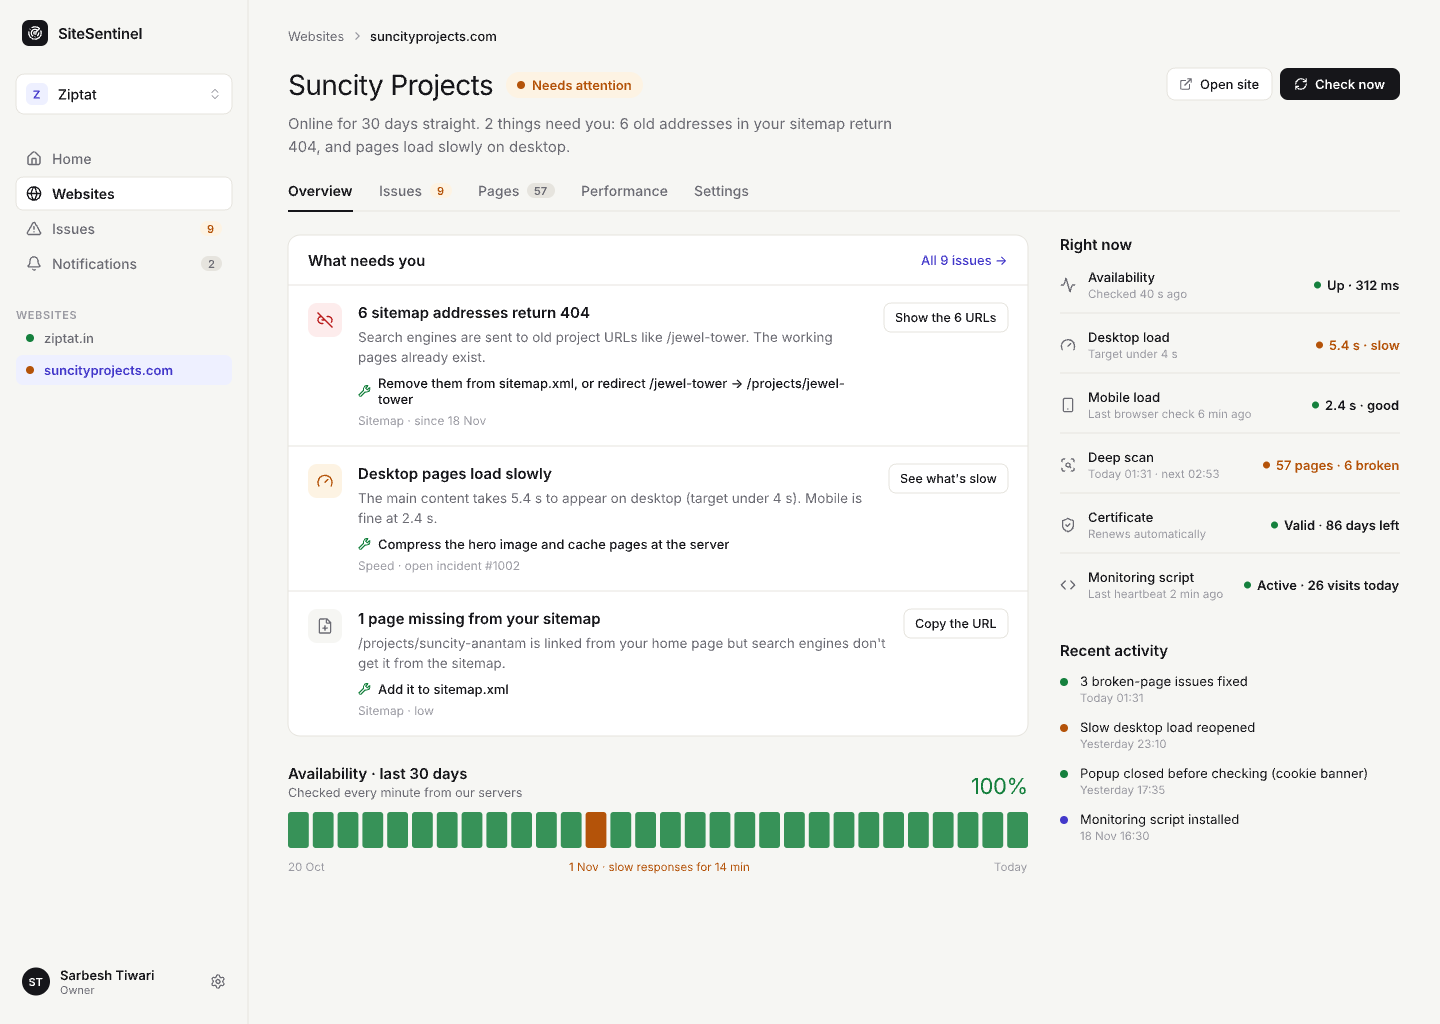 SiteSentinel
Z Ziptat
Home
Websites
Issues 9
Notifications 2
WEBSITES
ziptat.in
suncityprojects.com
ST Sarbesh Tiwari
Owner
Websites > suncityprojects.com
Suncity Projects Needs attention
Open site Check now
Online for 30 days straight. 2 things need you: 6 old addresses in your sitemap return
404, and pages load slowly on desktop.
Overview Issues 9 Pages 57 Performance Settings
What needs you All 9 issues →
6 sitemap addresses return 404 Show the 6 URLs
Search engines are sent to old project URLs like /jewel-tower. The working
pages already exist.
Remove them from sitemap.xml, or redirect /jewel-tower → /projects/jewel-
tower
Sitemap · since 18 Nov
Desktop pages load slowly See what's slow
The main content takes 5.4 s to appear on desktop (target under 4 s). Mobile is
fine at 2.4 s.
Compress the hero image and cache pages at the server
Speed · open incident #1002
1 page missing from your sitemap Copy the URL
/projects/suncity-anantam is linked from your home page but search engines don't
get it from the sitemap.
Add it to sitemap.xml
Sitemap · low
Availability · last 30 days
Checked every minute from our servers
100%
20 Oct 1 Nov · slow responses for 14 min Today
Right now
Availability
Checked 40 s ago
Up · 312 ms
Desktop load
Target under 4 s
5.4 s · slow
Mobile load
Last browser check 6 min ago
2.4 s · good
Deep scan
Today 01:31 · next 02:53
57 pages · 6 broken
Certificate
Renews automatically
Valid · 86 days left
Monitoring script
Last heartbeat 2 min ago
Active · 26 visits today
Recent activity
3 broken-page issues fixed
Today 01:31
Slow desktop load reopened
Yesterday 23:10
Popup closed before checking (cookie banner)
Yesterday 17:35
Monitoring script installed
18 Nov 16:30